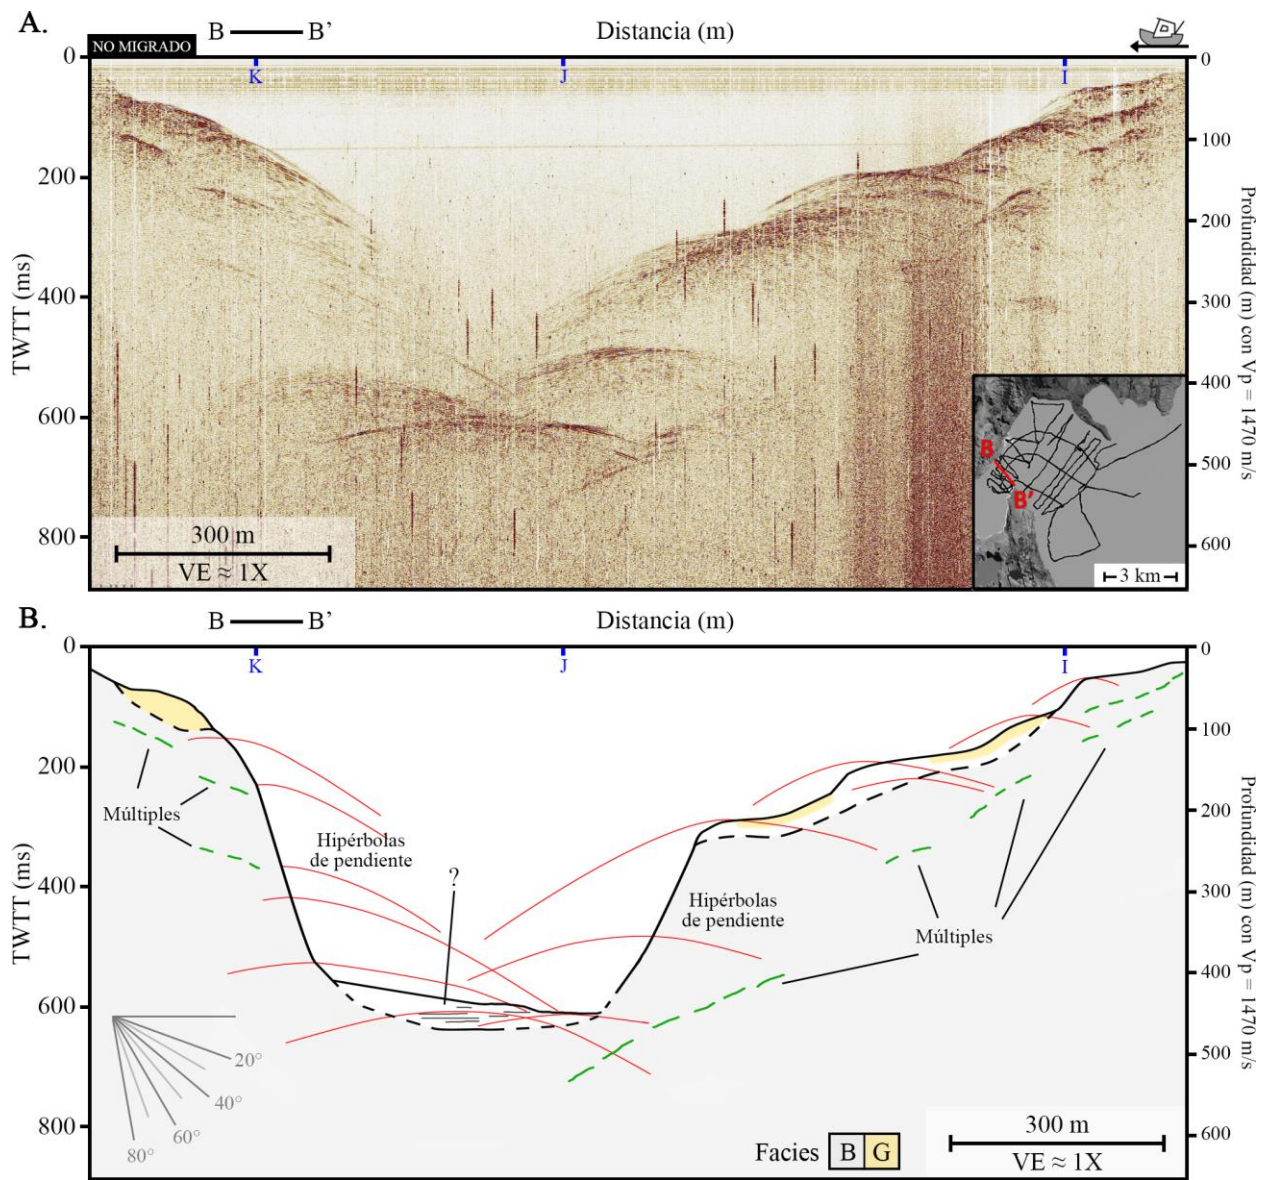 A.
B B’
Distancia (m)
NO MIGRADO
K
J
I
0
200
400
600
800
TWTT (ms)
0
100
200
300
400
500
600
Profundidad (m) con Vp = 1470 m/s
300 m
VE ≈ 1X
B
B’
3 km
B.
B B’
Distancia (m)
K
J
I
0
200
400
600
800
TWTT (ms)
0
100
200
300
400
500
600
Profundidad (m) con Vp = 1470 m/s
Múltiples
Hipérbolas
de pendiente
?
Hipérbolas
de pendiente
Múltiples
20°
40°
60°
80°
Facies B G
300 m
VE ≈ 1X